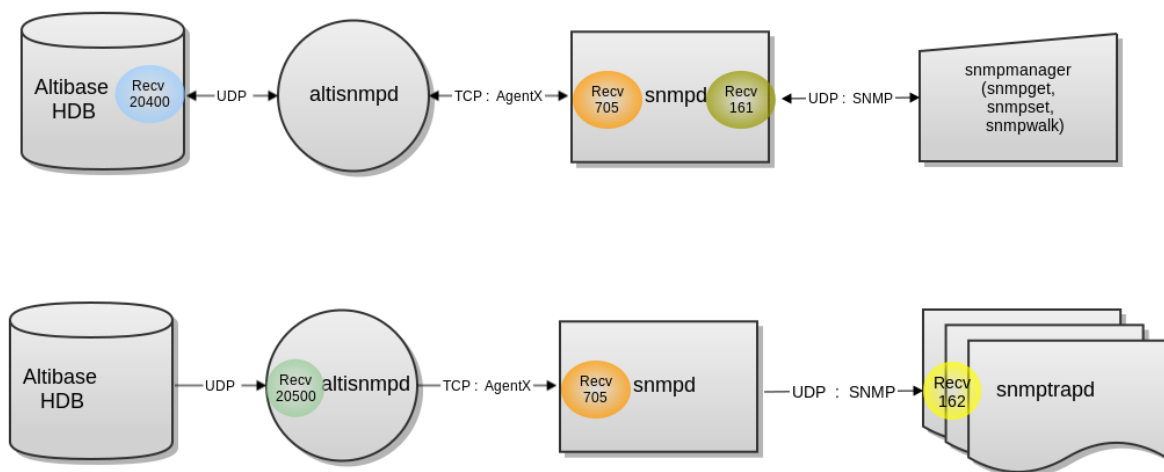 Altibase
HDB
Recv
20400
UDP
altisnmpd
TCP : AgentX
Recv
705
snmpd
Recv
161
UDP : SNMP
snmpmanager
(snmpget,
snmpset,
snmpwalk)
Altibase
HDB
UDP
Recv
20500
altisnmpd
TCP : AgentX
Recv
705
snmpd
UDP : SNMP
Recv
162
snmptrapd